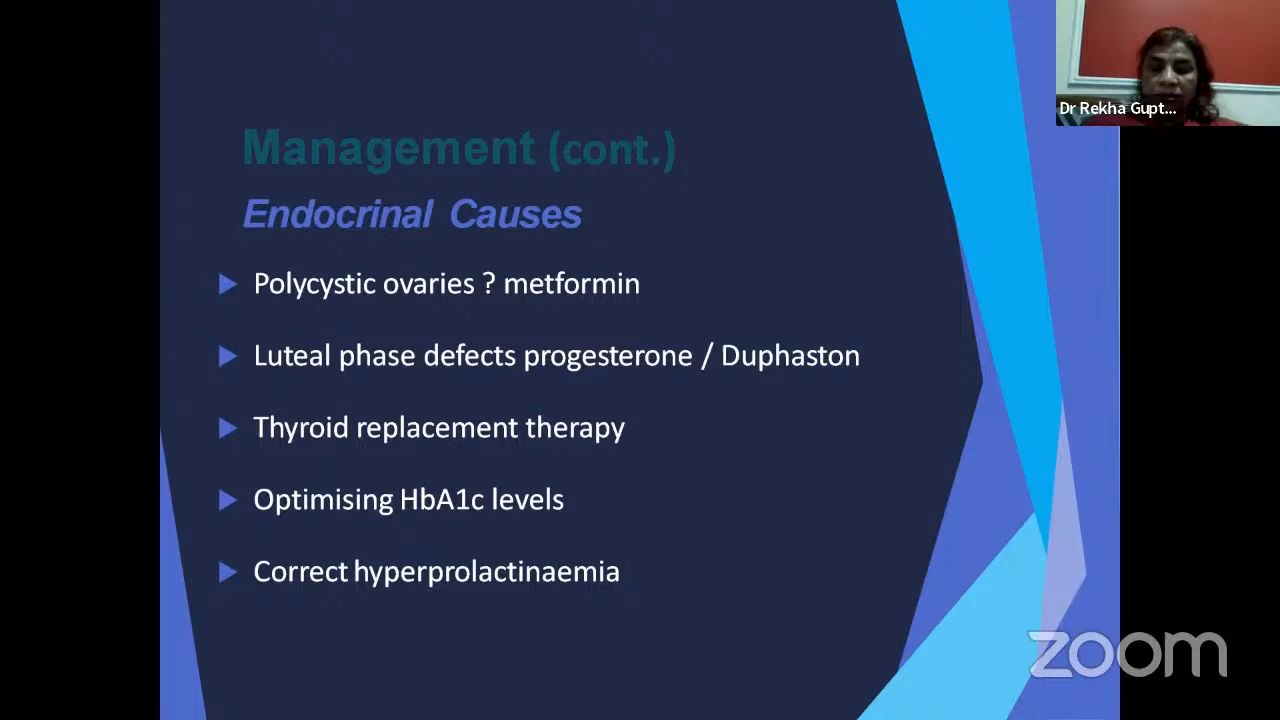 Management (cont.)
Endocrinal Causes
Polycystic ovaries ? metformin
Luteal phase defects progesterone / Duphaston
Thyroid replacement therapy
Optimising HbA1c levels
Correct hyperprolactinaemia
Dr Rekha Gupt...
zoom